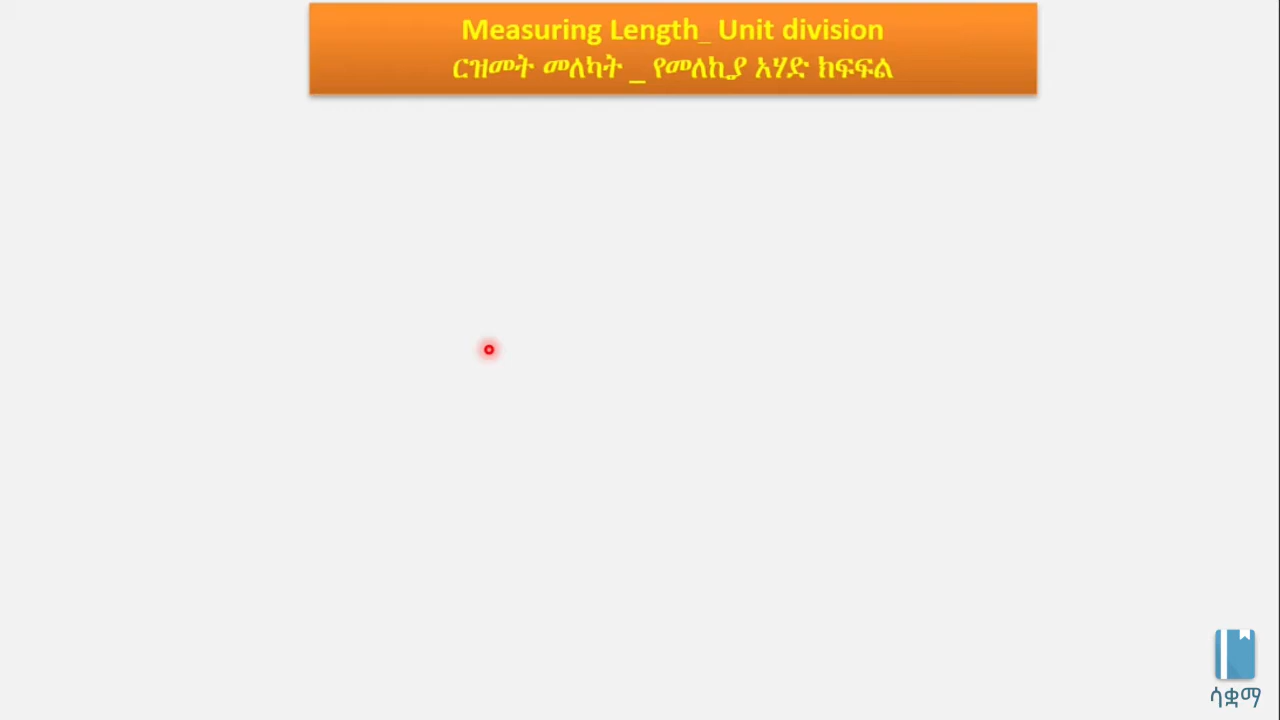 Measuring Length_ Unit division
ርዝመት መለካት _ የመለኪያ አሃድ ክፍፍል
ሳቋማ